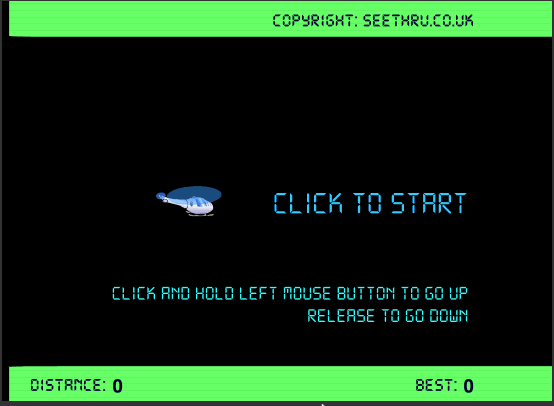 COPYRIGHT: SEETHRU.CO.UK
CLICK TO START
CLICK AND HOLD LEFT MOUSE BUTTON TO GO UP
RELEASE TO GO DOWN
DISTANCE: 0 BEST: 0